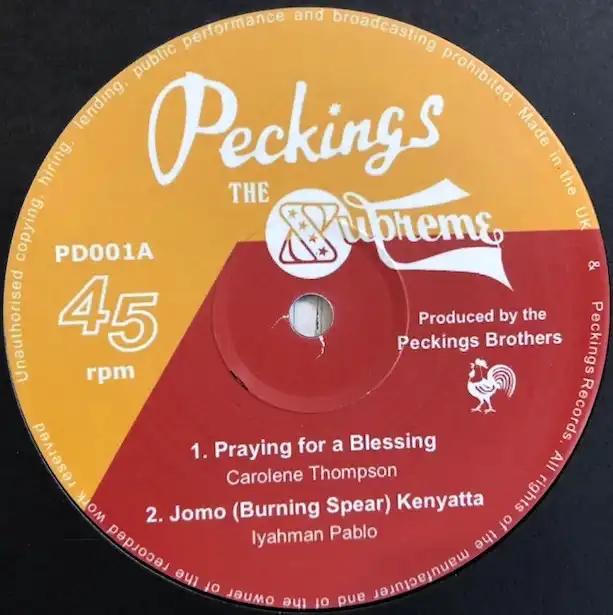 Peckings
THE Supreme
PD001A
45
rpm
Produced by the
Peckings Brothers
1. Praying for a Blessing
Carolene Thompson
2. Jomo (Burning Spear) Kenyatta
Iyahman Pablo
Unauthorised copying, hiring, lending, public performance and broadcasting prohibited. Made in the UK & Peckings Records. All rights of the manufacturer and of the owner of the recorded work reserved